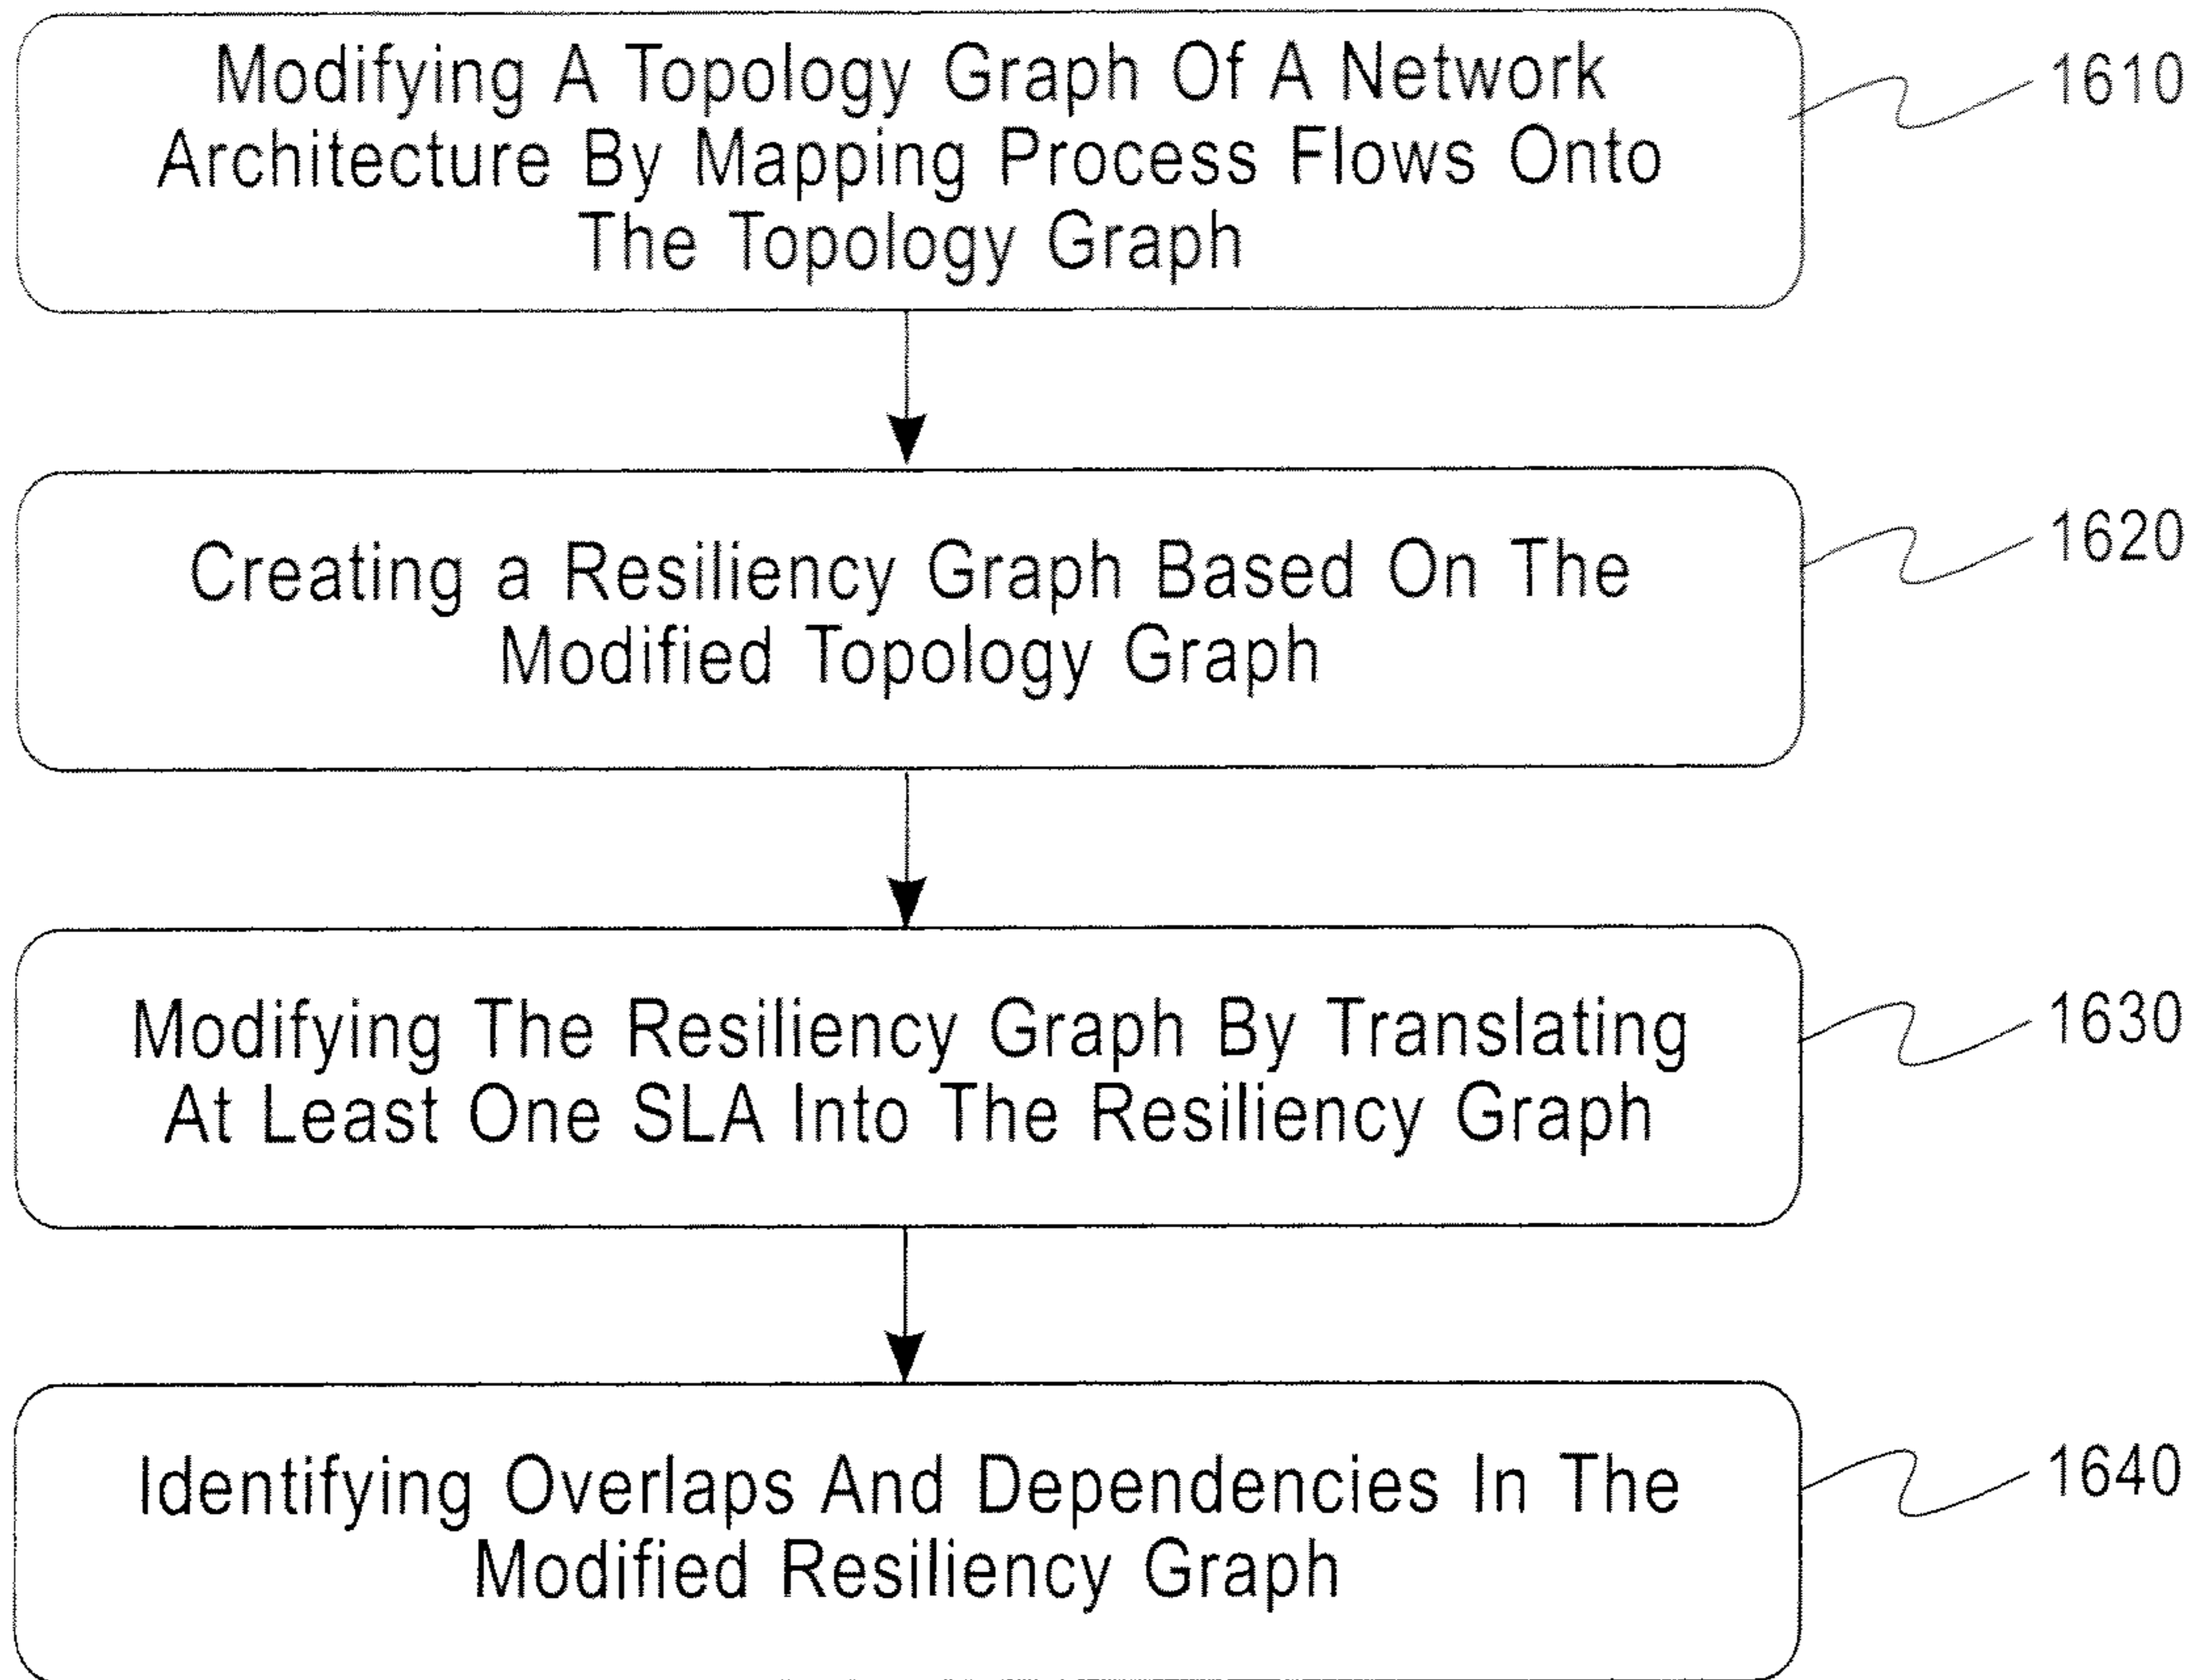 Modifying A Topology Graph Of A Network
Architecture By Mapping Process Flows Onto
The Topology Graph
1610
Creating a Resiliency Graph Based On The
Modified Topology Graph
1620
Modifying The Resiliency Graph By Translating
At Least One SLA Into The Resiliency Graph
1630
Identifying Overlaps And Dependencies In The
Modified Resiliency Graph
1640